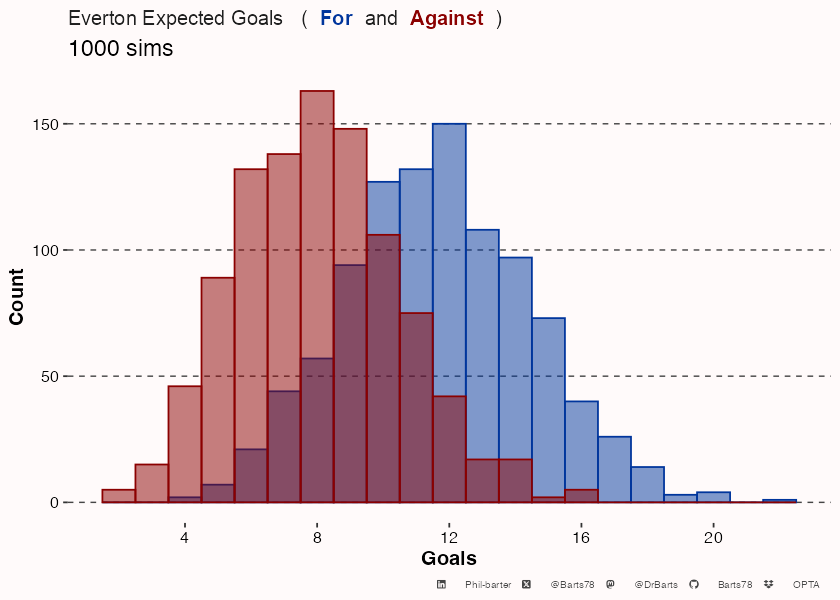 Everton Expected Goals ( For and Against )
1000 sims
150
100
50
0
Count
4 8 12 16 20
Goals
Phil-barter @Barts78 @DrBarts Barts78 OPTA